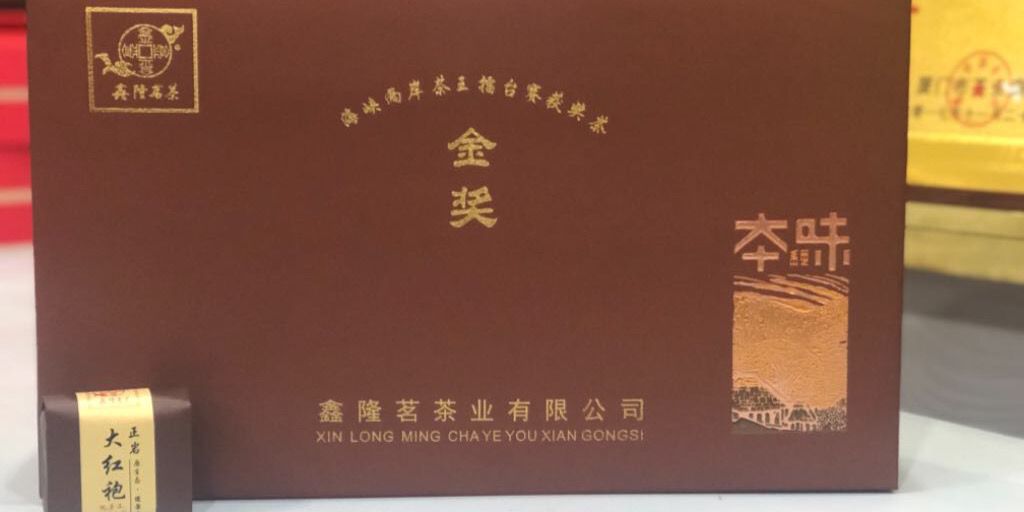 鑫隆茗茶
海峡两岸茶王擂台赛获奖茶
金
奖
本味
鑫隆茗茶业有限公司
XIN LONG MING CHA YE YOU XIAN GONGSI
正岩
大红袍